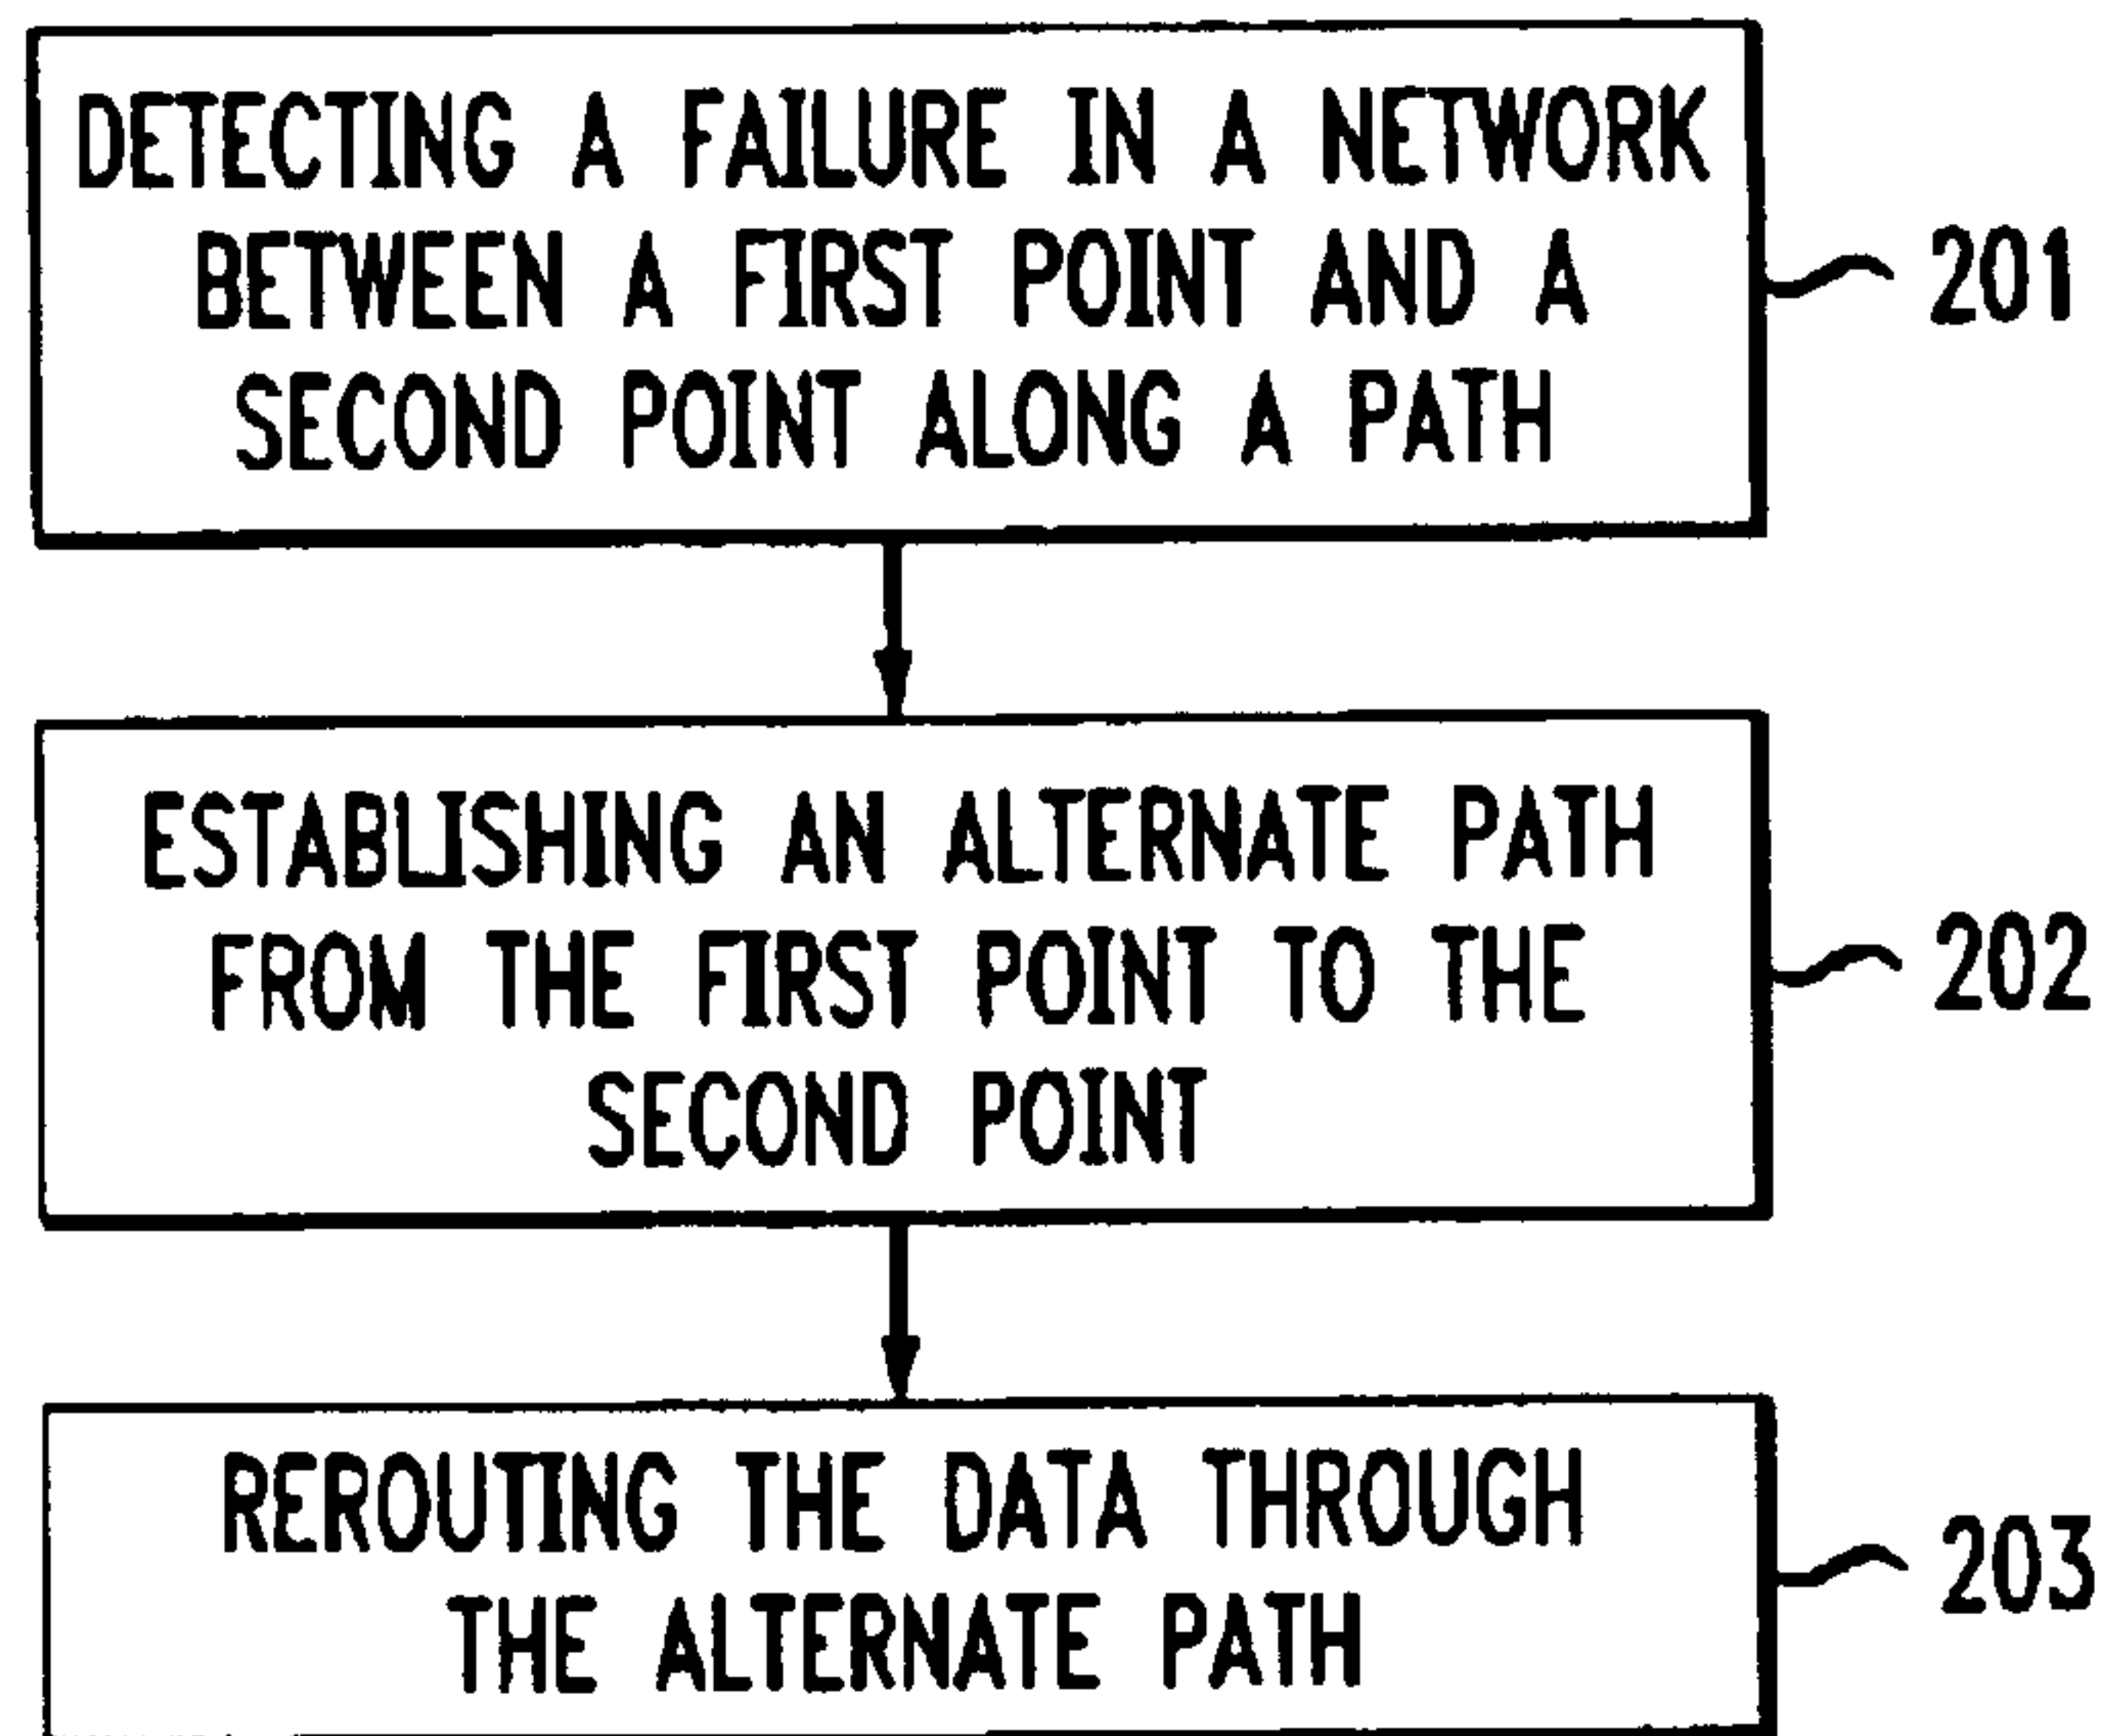 DETECTING A FAILURE IN A NETWORK
BETWEEN A FIRST POINT AND A
SECOND POINT ALONG A PATH
201
ESTABLISHING AN ALTERNATE PATH
FROM THE FIRST POINT TO THE
SECOND POINT
202
REROUTING THE DATA THROUGH
THE ALTERNATE PATH
203